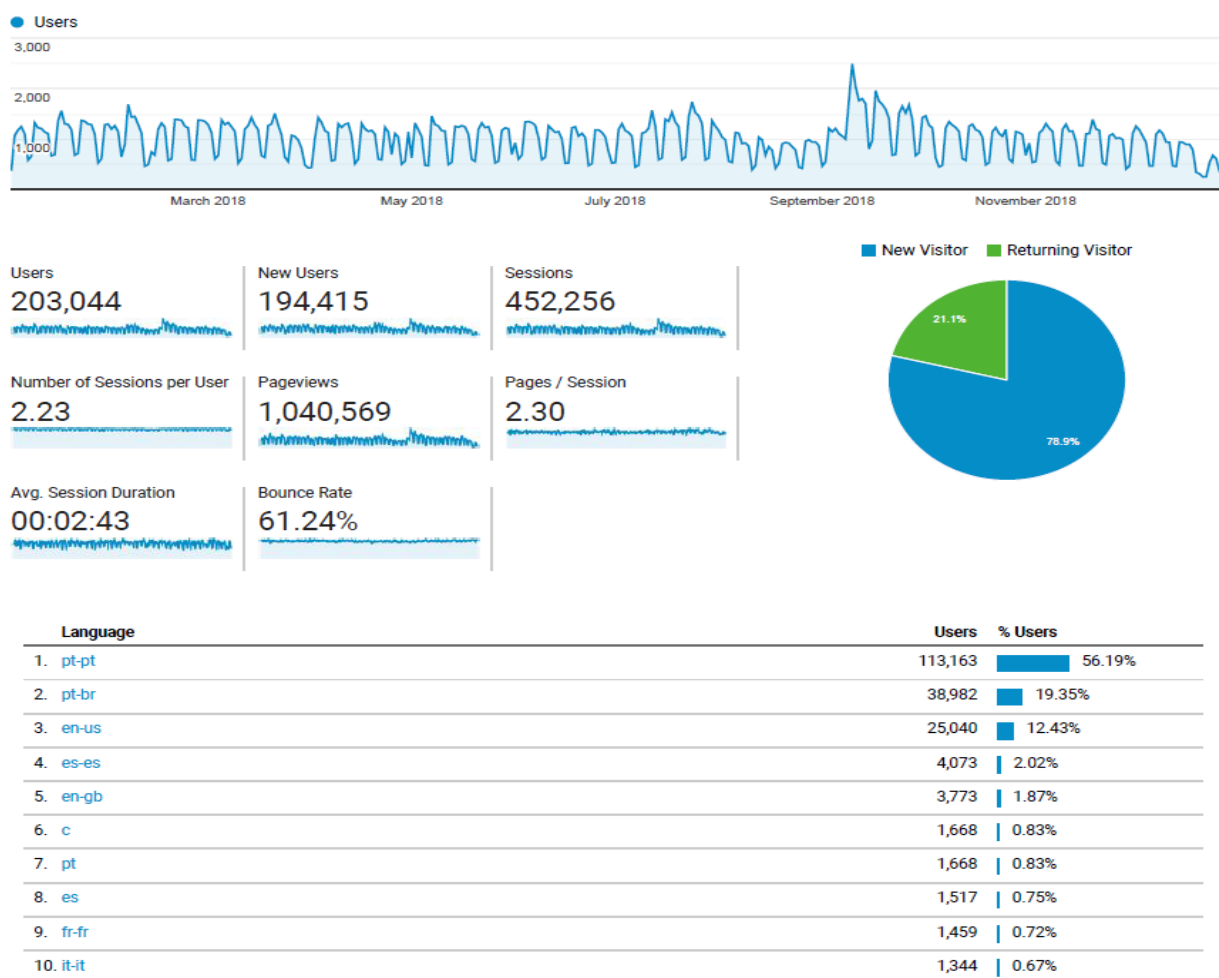 Users
3,000
2,000
1,000
March 2018 May 2018 July 2018 September 2018 November 2018
New Visitor Returning Visitor
21.1%
78.9%
Users
203,044
New Users
194,415
Sessions
452,256
Number of Sessions per User
2.23
Pageviews
1,040,569
Pages / Session
2.30
Avg. Session Duration
00:02:43
Bounce Rate
61.24%
Language Users % Users
1. pt-pt 113,163 56.19%
2. pt-br 38,982 19.35%
3. en-us 25,040 12.43%
4. es-es 4,073 2.02%
5. en-gb 3,773 1.87%
6. c 1,668 0.83%
7. pt 1,668 0.83%
8. es 1,517 0.75%
9. fr-fr 1,459 0.72%
10. it-it 1,344 0.67%